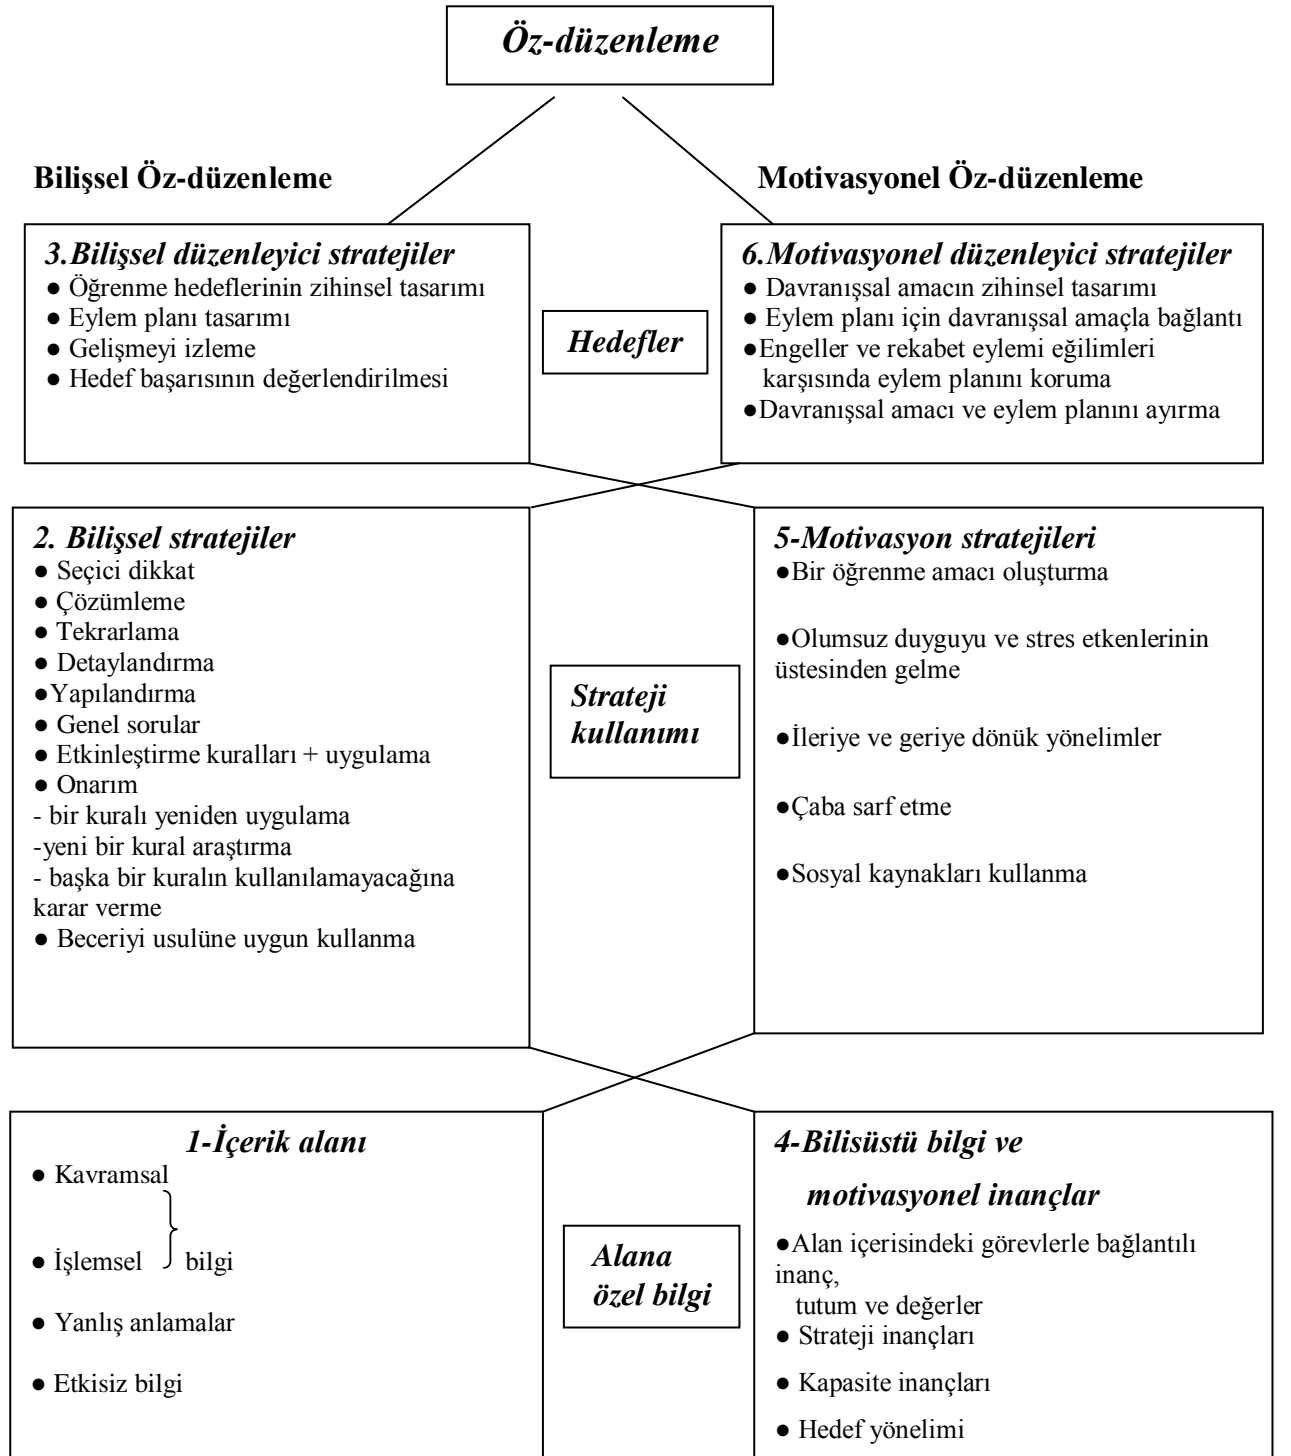 Öz-düzenleme
Bilişsel Öz-düzenleme
Motivasyonel Öz-düzenleme
3.Bilişsel düzenleyici stratejiler
● Öğrenme hedeflerinin zihinsel tasarımı
● Eylem planı tasarımı
● Gelişmeyi izleme
● Hedef başarısının değerlendirilmesi
Hedefler
6.Motivasyonel düzenleyici stratejiler
● Davranışsal amacın zihinsel tasarımı
● Eylem planı için davranışsal amaçla bağlantı
●Engeller ve rekabet eylemi eğilimleri
karşısında eylem planını koruma
●Davranışsal amacı ve eylem planını ayırma
2. Bilişsel stratejiler
● Seçici dikkat
● Çözümleme
● Tekrarlama
● Detaylandırma
●Yapılandırma
● Genel sorular
● Etkinleştirme kuralları + uygulama
● Onarım
- bir kuralı yeniden uygulama
-yeni bir kural araştırma
- başka bir kuralın kullanılamayacağına
karar verme
● Beceriyi usulüne uygun kullanma
Strateji
kullanımı
5-Motivasyon stratejileri
●Bir öğrenme amacı oluşturma
●Olumsuz duyguyu ve stres etkenlerinin
üstesinden gelme
●İleriye ve geriye dönük yönelimler
●Çaba sarf etme
●Sosyal kaynakları kullanma
1-İçerik alanı
● Kavramsal
● İşlemsel } bilgi
● Yanlış anlamalar
● Etkisiz bilgi
Alana
özel bilgi
4-Bilisüstü bilgi ve
motivasyonel inançlar
●Alan içerisindeki görevlerle bağlantılı
inanç,
tutum ve değerler
● Strateji inançları
● Kapasite inançları
● Hedef yönelimi